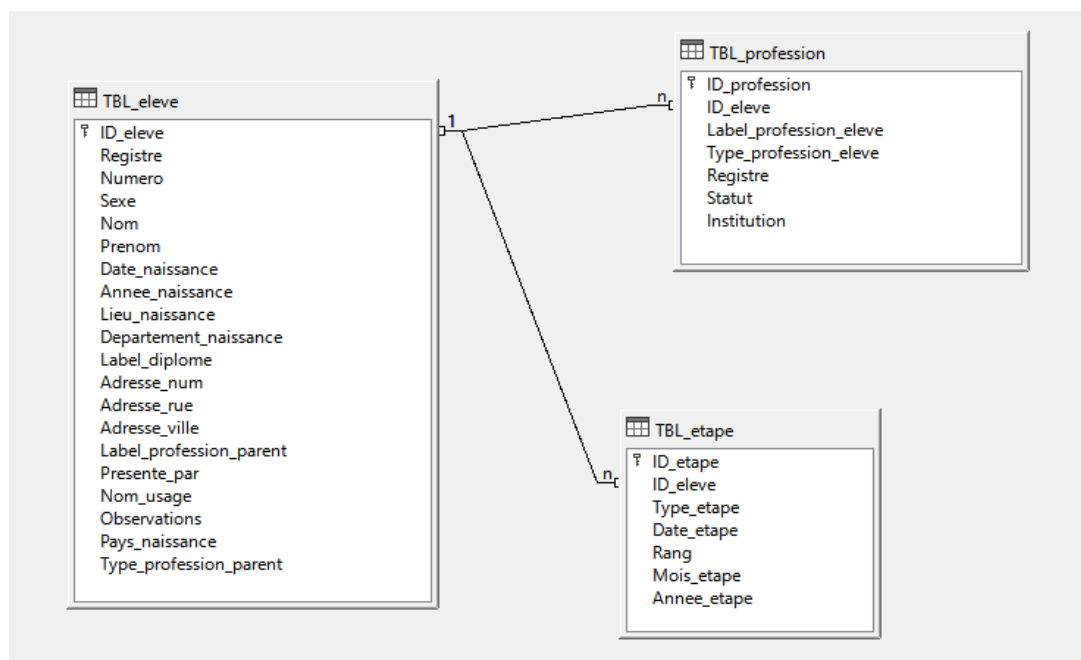 TBL_eleve
ID_eleve
Registre
Numero
Sexe
Nom
Prenom
Date_naissance
Annee_naissance
Lieu_naissance
Departement_naissance
Label_diplome
Adresse_num
Adresse_rue
Adresse_ville
Label_profession_parent
Presente_par
Nom_usage
Observations
Pays_naissance
Type_profession_parent
1
n
TBL_profession
ID_profession
ID_eleve
Label_profession_eleve
Type_profession_eleve
Registre
Statut
Institution
n
TBL_etape
ID_etape
ID_eleve
Type_etape
Date_etape
Rang
Mois_etape
Annee_etape